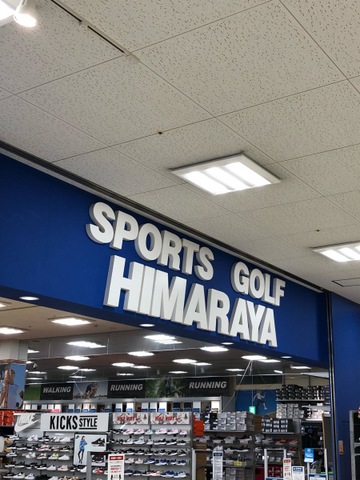 SPORTS GOLF
HIMARAYA
WALKING RUNNING RUNNING
KICKS STYLE